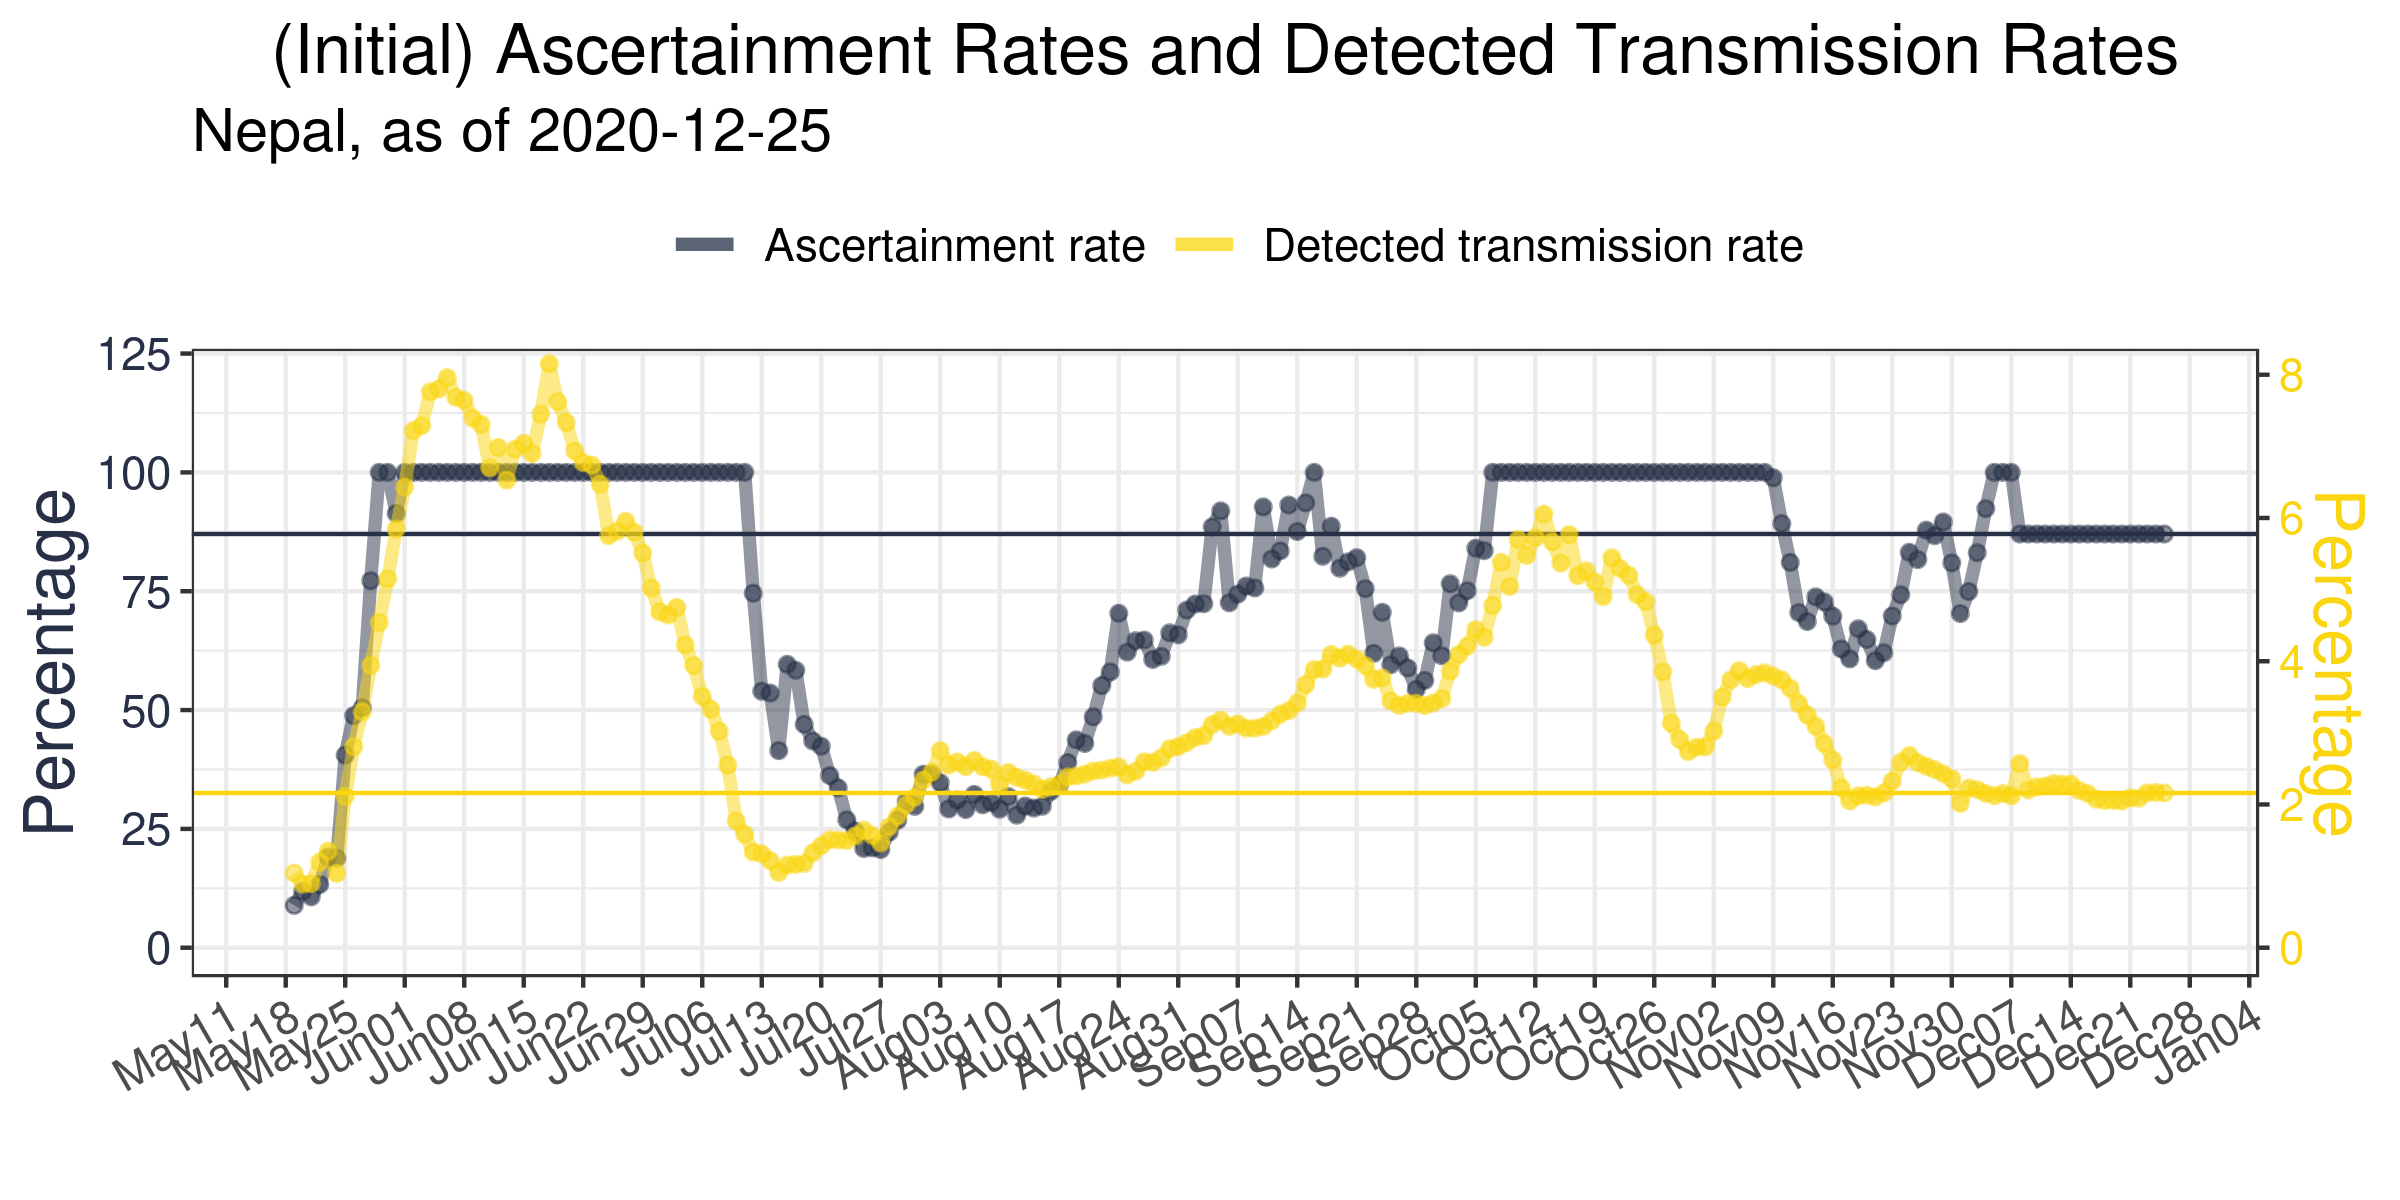 (Initial) Ascertainment Rates and Detected Transmission Rates
Nepal, as of 2020-12-25
Ascertainment rate
Detected transmission rate
Percentage
125
100
75
50
25
0
8
6
4
2
0
Percentage
May11
May18
May25
Jun01
Jun08
Jun15
Jun22
Jun29
Jul06
Jul13
Jul20
Jul27
Aug03
Aug10
Aug17
Aug24
Aug31
Sep07
Sep14
Sep21
Sep28
Oct05
Oct12
Oct19
Oct26
Nov02
Nov09
Nov16
Nov23
Nov30
Dec07
Dec14
Dec21
Dec28
Jan04